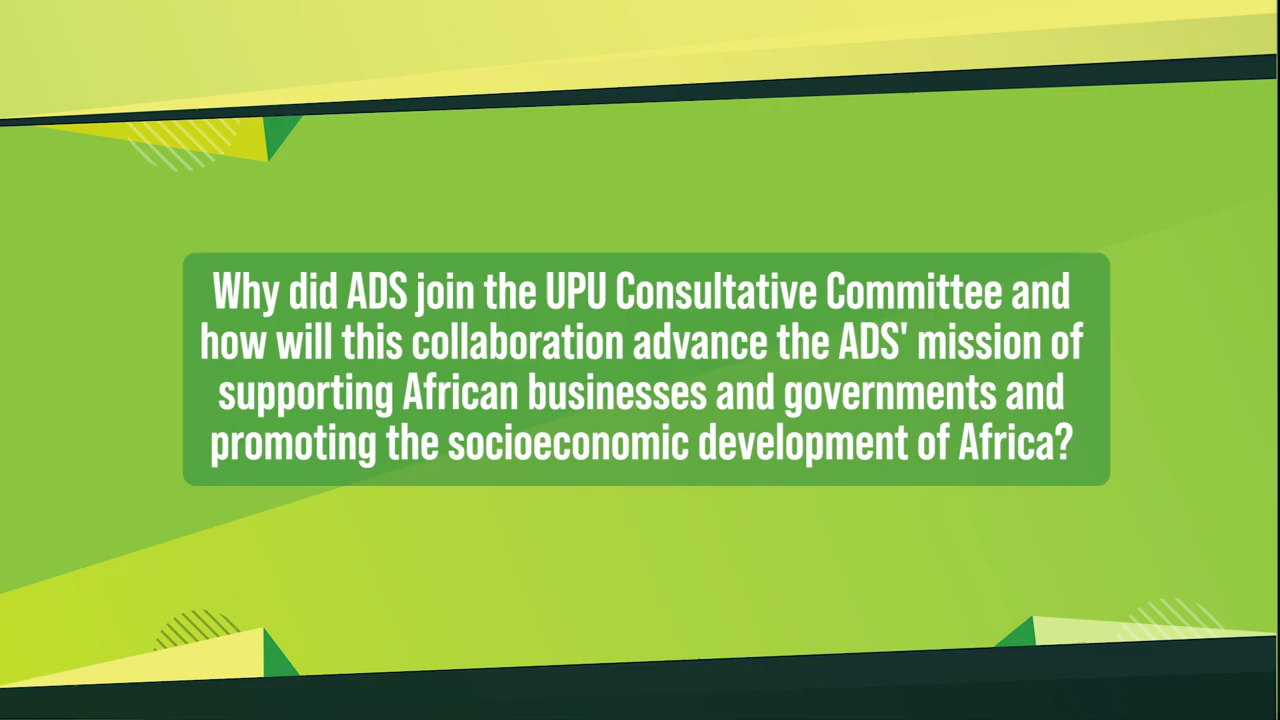 Why did ADS join the UPU Consultative Committee and
how will this collaboration advance the ADS' mission of
supporting African businesses and governments and
promoting the socioeconomic development of Africa?